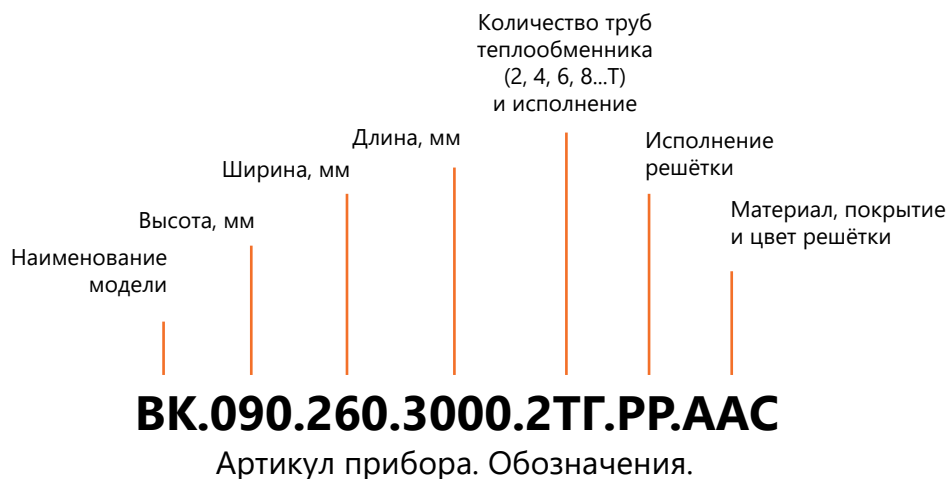 Количество труб
теплообменника
(2, 4, 6, 8...Т)
и исполнение
Длина, мм
Исполнение
решётки
Ширина, мм
Материал, покрытие
и цвет решётки
Высота, мм
Наименование
модели
ВК.090.260.3000.2ТГ.РР.ААС
Артикул прибора. Обозначения.